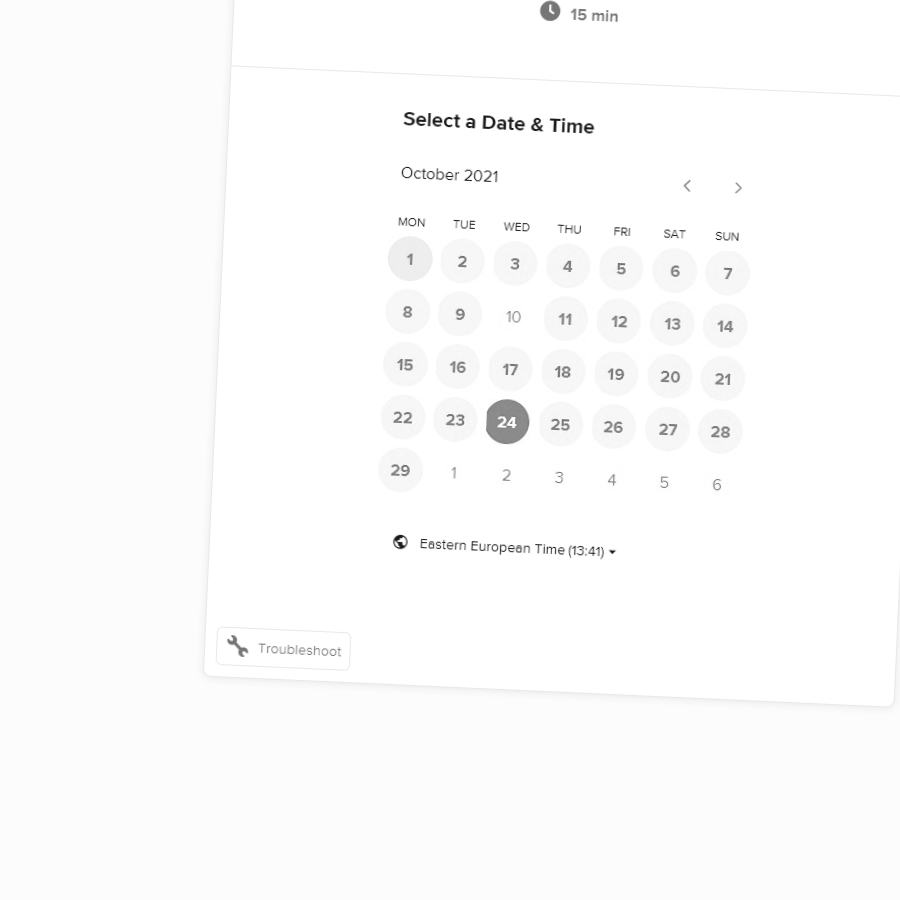 15 min
Select a Date & Time
October 2021
MON TUE WED THU FRI SAT SUN
1 2 3 4 5 6 7
8 9 10 11 12 13 14
15 16 17 18 19 20 21
22 23 24 25 26 27 28
29 1 2 3 4 5 6
Eastern European Time (13:41)
Troubleshoot